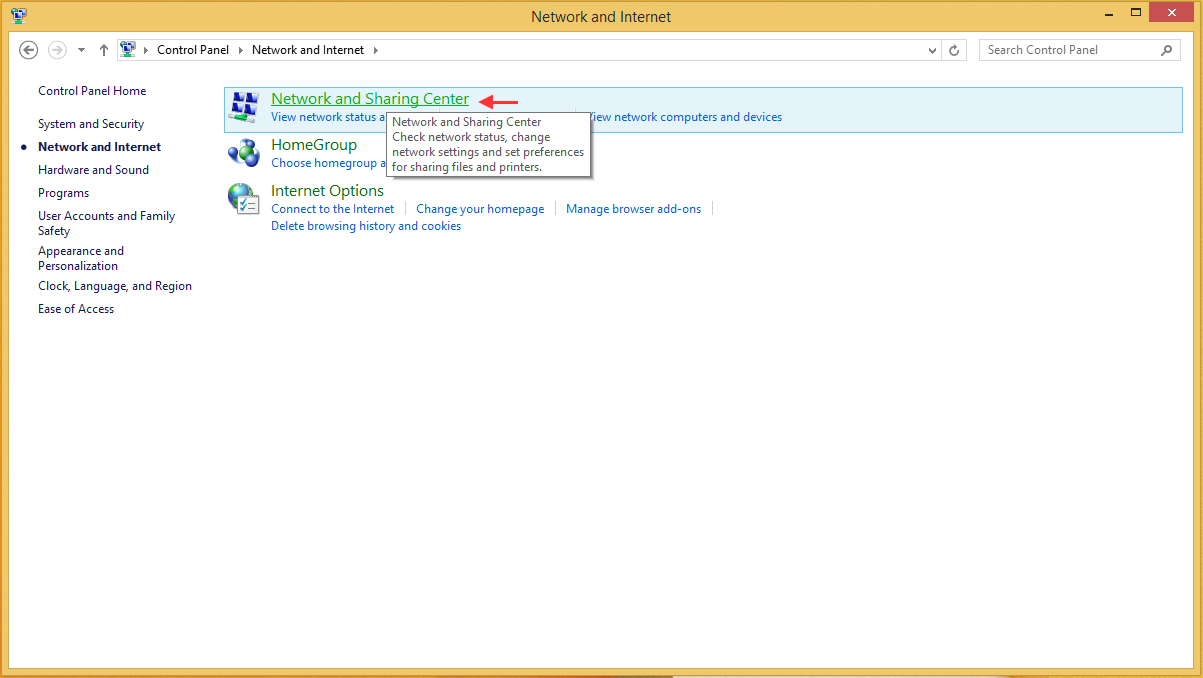 Network and Internet
Control Panel Network and Internet
Search Control Panel
Control Panel Home
System and Security
Network and Internet
Hardware and Sound
Programs
User Accounts and Family
Safety
Appearance and
Personalization
Clock, Language, and Region
Ease of Access
Network and Sharing Center
View network status
View network computers and devices
Network and Sharing Center
Check network status, change
network settings and set preferences
for sharing files and printers.
HomeGroup
Choose homegroup
Internet Options
Connect to the Internet
Change your homepage
Manage browser add-ons
Delete browsing history and cookies